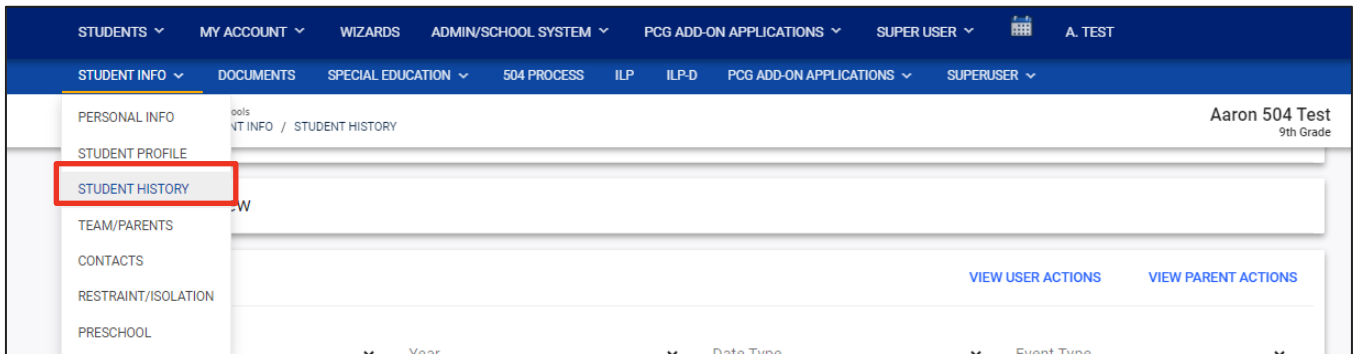 STUDENTS MY ACCOUNT WIZARDS ADMIN/SCHOOL SYSTEM PCG ADD-ON APPLICATIONS SUPER USER A. TEST
STUDENT INFO DOCUMENTS SPECIAL EDUCATION 504 PROCESS ILP ILP-D PCG ADD-ON APPLICATIONS SUPERUSER
PERSONAL INFO
ools
NT INFO / STUDENT HISTORY
Aaron 504 Test
9th Grade
STUDENT PROFILE
STUDENT HISTORY
ew
TEAM/PARENTS
CONTACTS
VIEW USER ACTIONS VIEW PARENT ACTIONS
RESTRAINT/ISOLATION
PRESCHOOL
Year Date Type Event Type